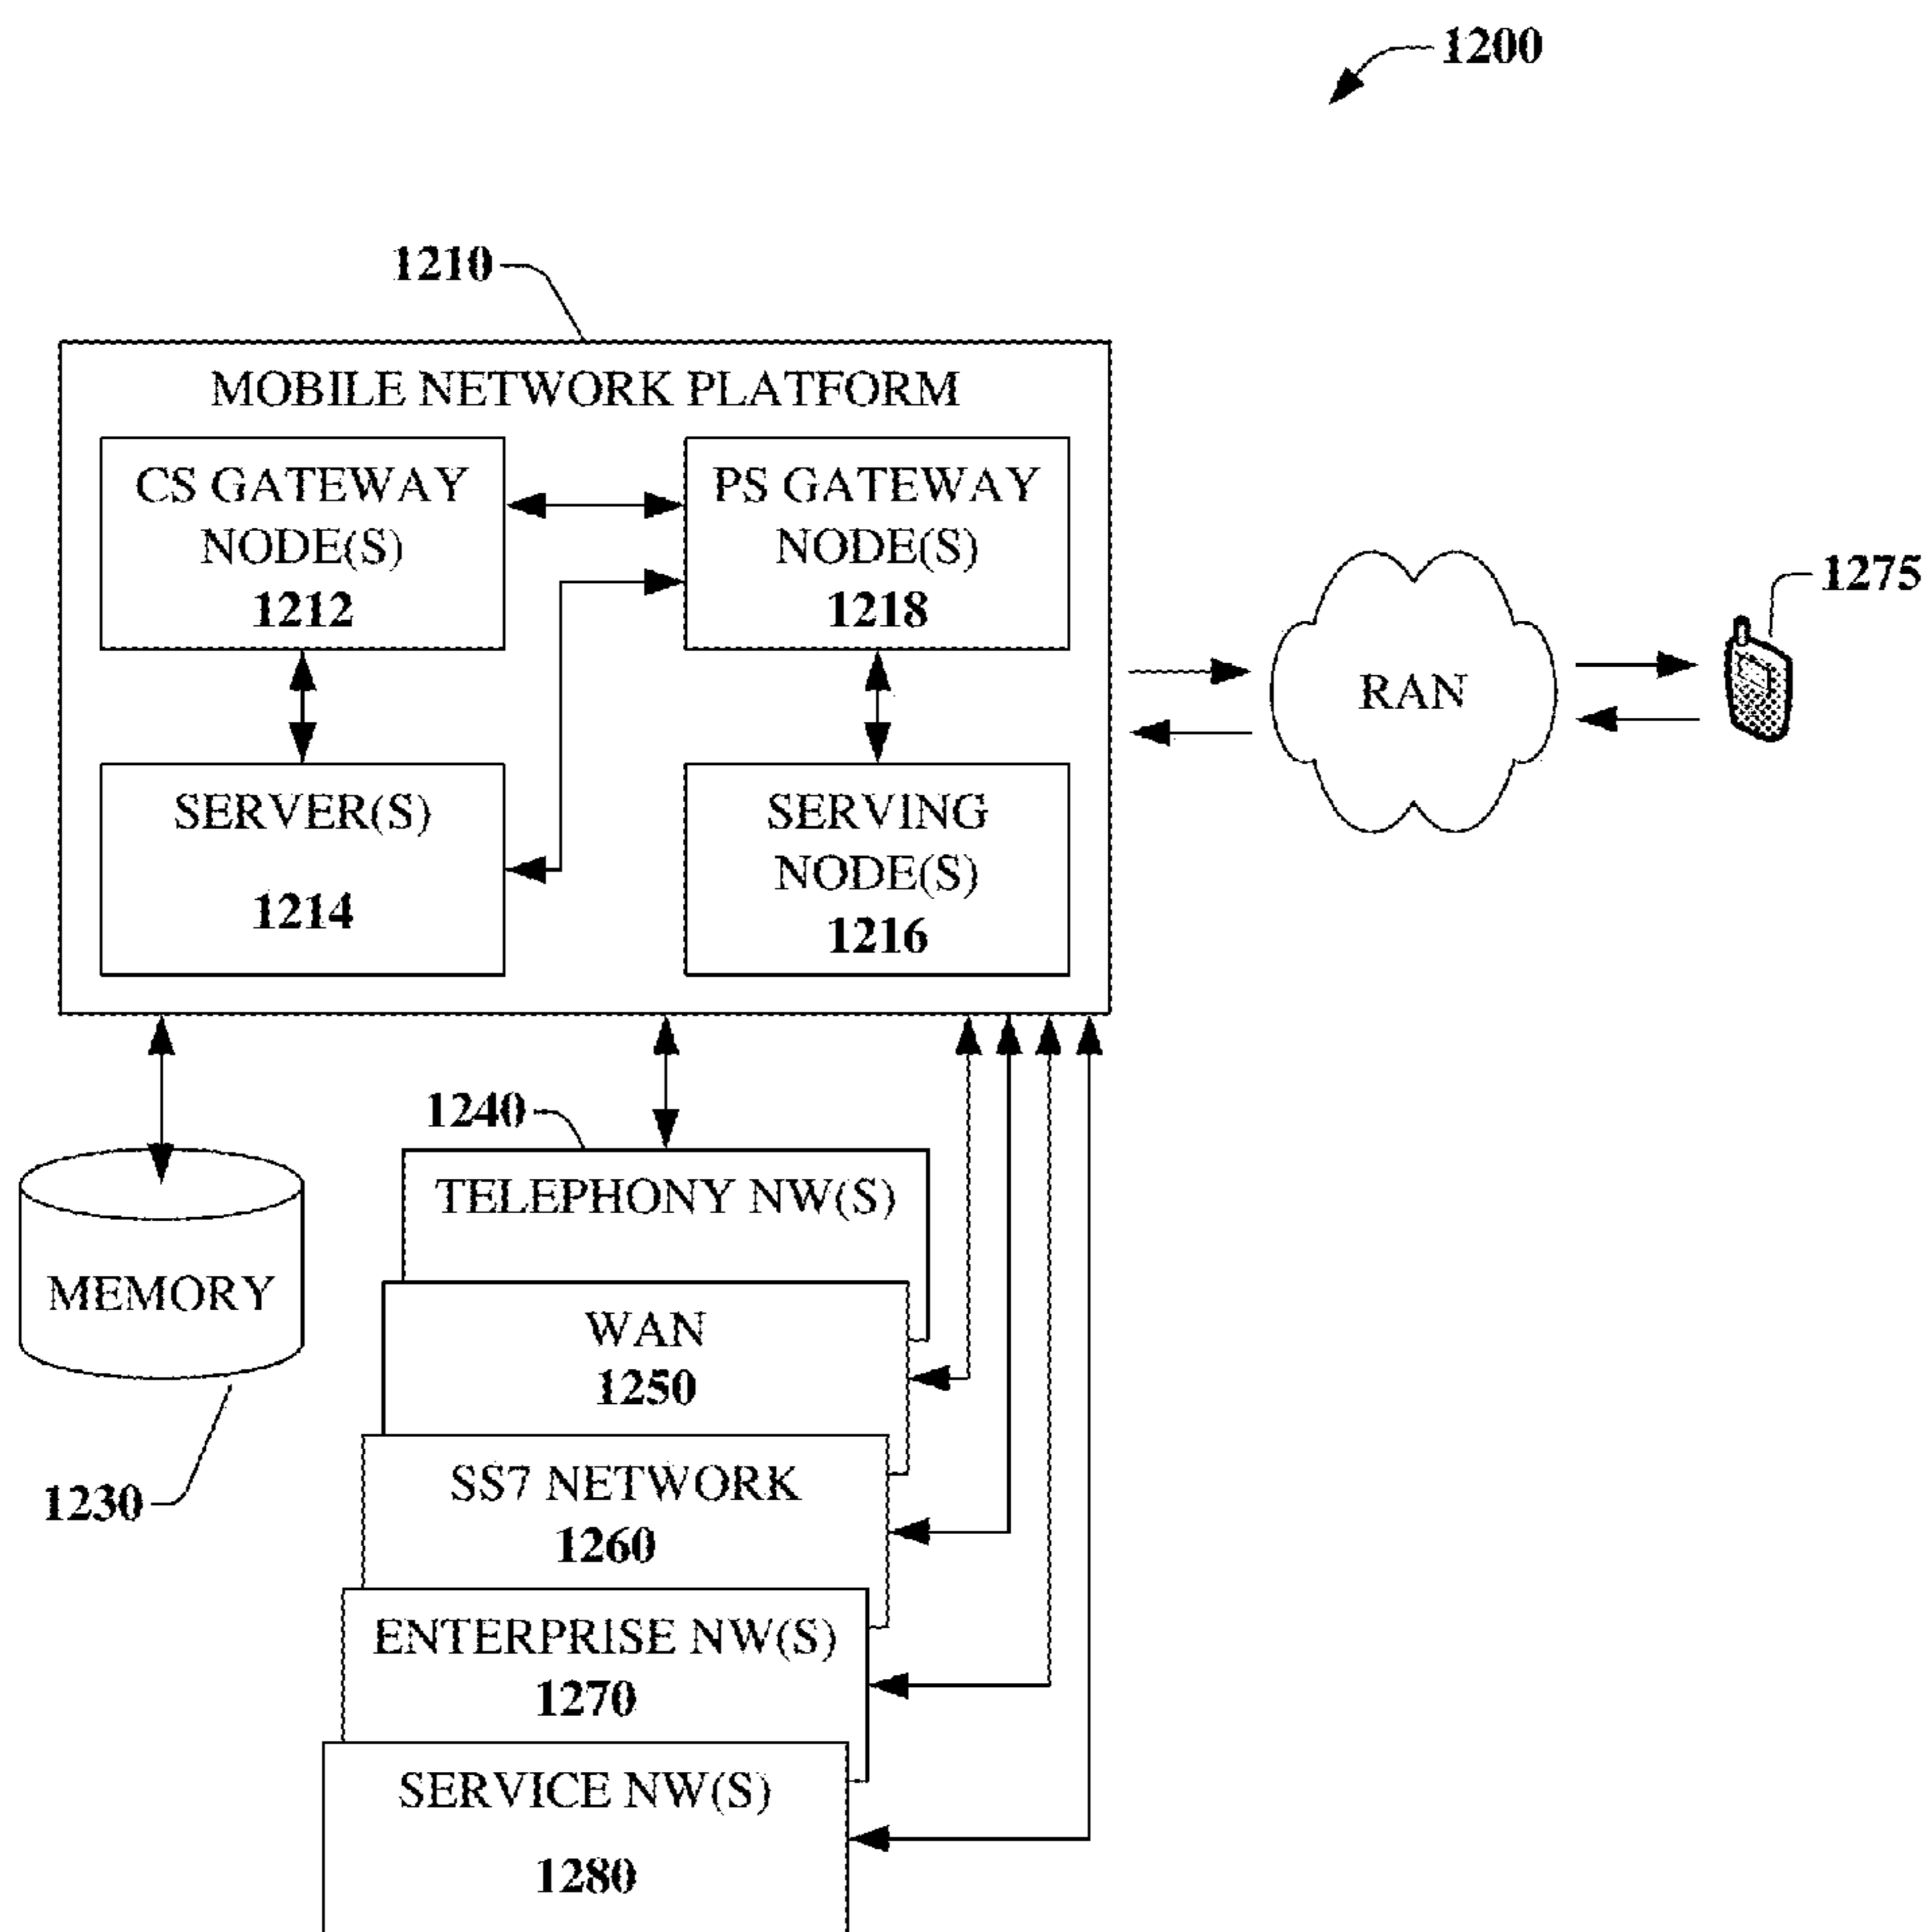 1200
1210
MOBILE NETWORK PLATFORM
CS GATEWAY
NODE(S)
1212
PS GATEWAY
NODE(S)
1218
SERVER(S)
1214
SERVING
NODE(S)
1216
RAN
1275
1240
TELEPHONY NW(S)
MEMORY
1230
WAN
1250
SS7 NETWORK
1260
ENTERPRISE NW(S)
1270
SERVICE NW(S)
1280